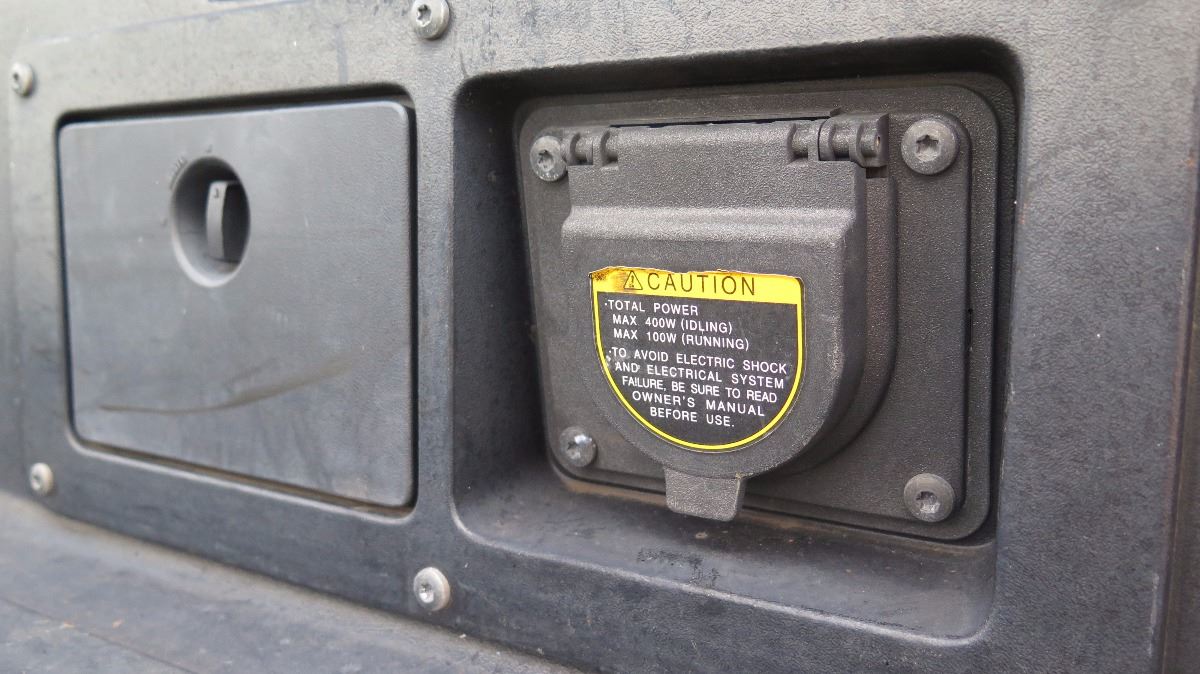 CAUTION
·TOTAL POWER
MAX 400W (IDLING)
MAX 100W (RUNNING)
·TO AVOID ELECTRIC SHOCK
AND ELECTRICAL SYSTEM
FAILURE, BE SURE TO READ
OWNER'S MANUAL
BEFORE USE.